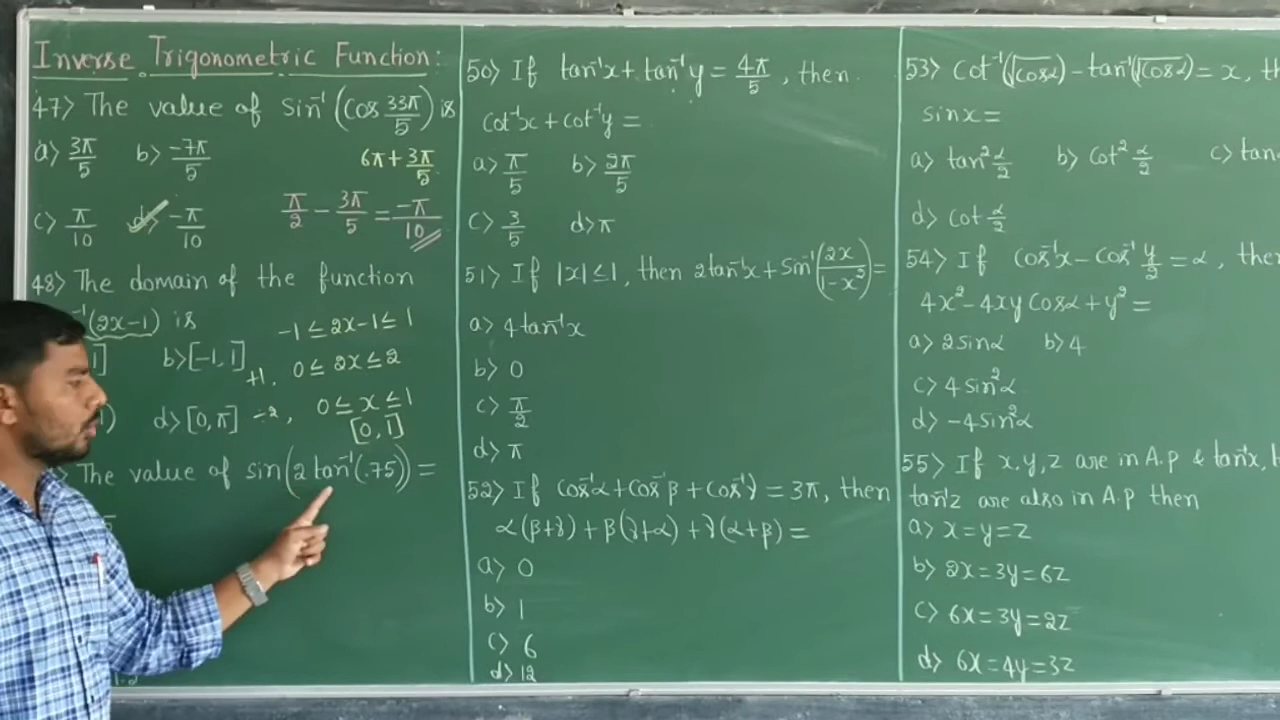 Inverse Trigonometric Function:
47> The value of sin⁻¹(cos 33π/5) is
a> 3π/5 b> -7π/5
6π + 3π/5
c> π/10 d> -π/10
π/2 - 3π/5 = -π/10
48> The domain of the function
⁻¹(2x-1) is
-1 ≤ 2x-1 ≤ 1
1] b> [-1, 1]
+1, 0 ≤ 2x ≤ 2
) d> [0, π]
÷2, 0 ≤ x ≤ 1
[0, 1]
The value of sin(2 tan⁻¹(.75)) =
50> If tan⁻¹x + tan⁻¹y = 4π/5, then
cot⁻¹x + cot⁻¹y =
a> π/5 b> 2π/5
c> 3/5 d> π
51> If |x| ≤ 1, then 2tan⁻¹x + sin⁻¹(2x/1-x²) =
a> 4tan⁻¹x
b> 0
c> π/2
d> π
52> If cos⁻¹α + cos⁻¹β + cos⁻¹γ = 3π, then
α(β+γ) + β(γ+α) + γ(α+β) =
a> 0
b> 1
c> 6
d> 12
53> cot⁻¹(√cosα) - tan⁻¹(√cosα) = x, th
sinx =
a> tan² α/2 b> cot² α/2 c> tan
d> cot α/2
54> If cos⁻¹x - cos⁻¹ y/2 = α, the
4x² - 4xy cosα + y² =
a> 2sinα b> 4
c> 4sin²α
d> -4sin²α
55> If x, y, z are in A.p & tan⁻¹x, t
tan⁻¹z are also in A.p then
a> x=y=z
b> 2x=3y=6z
c> 6x=3y=2z
d> 6x=4y=3z